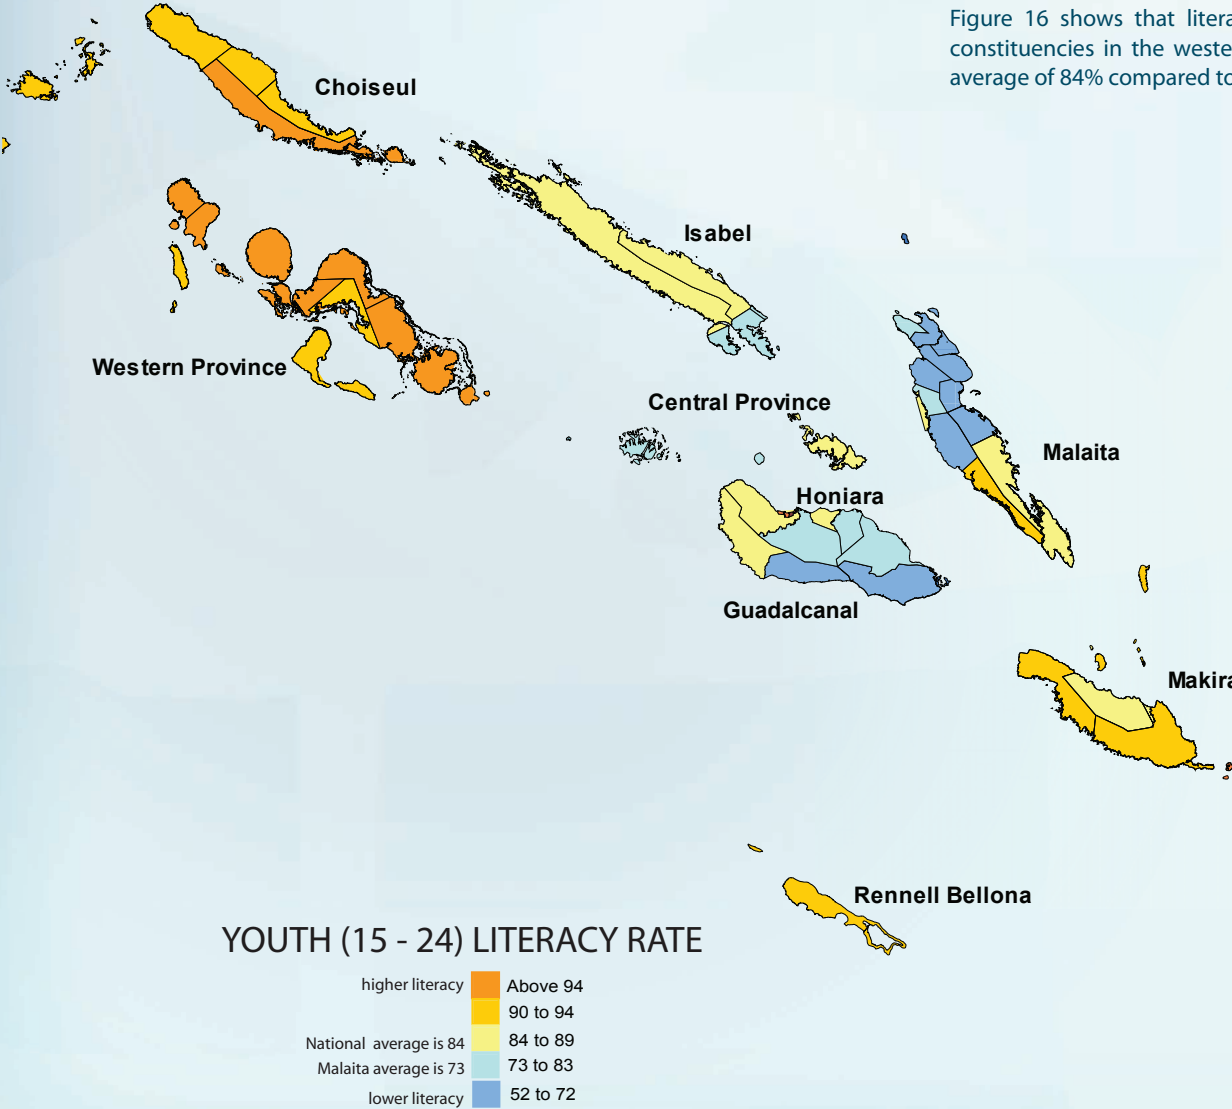 Figure 16 shows that litera
constituencies in the weste
average of 84% compared to
Choiseul
Isabel
Western Province
Central Province
Malaita
Honiara
Guadalcanal
Makira
Rennell Bellona
YOUTH (15 - 24) LITERACY RATE
higher literacy Above 94
90 to 94
National average is 84 84 to 89
Malaita average is 73 73 to 83
lower literacy 52 to 72